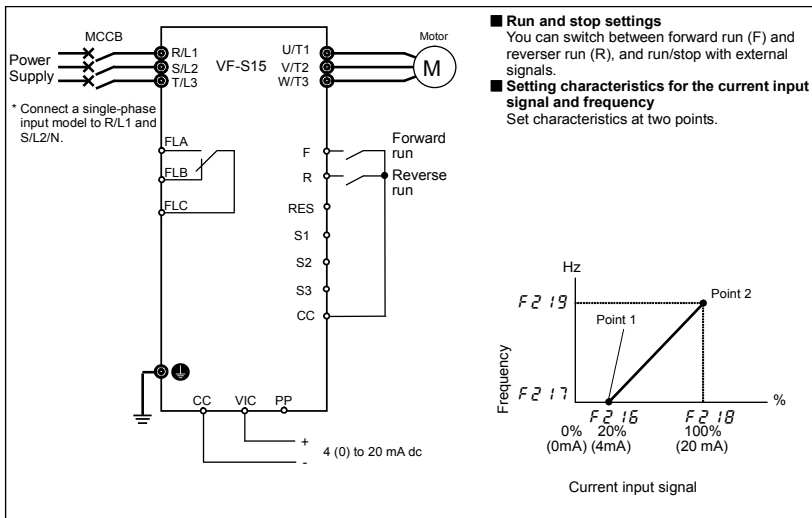 MCCB
Power
Supply
R/L1
S/L2
T/L3
VF-S15
U/T1
V/T2
W/T3
Motor
M
* Connect a single-phase
input model to R/L1 and
S/L2/N.
FLA
FLB
FLC
F
R
RES
S1
S2
S3
CC
Forward
run
Reverse
run
CC VIC PP
+
4 (0) to 20 mA dc
-
■ Run and stop settings
You can switch between forward run (F) and
reverser run (R), and run/stop with external
signals.
■ Setting characteristics for the current input
signal and frequency
Set characteristics at two points.
Hz
F219
Point 2
Point 1
Frequency
F217
%
F216 F218
0% 20% 100%
(0mA) (4mA) (20 mA)
Current input signal